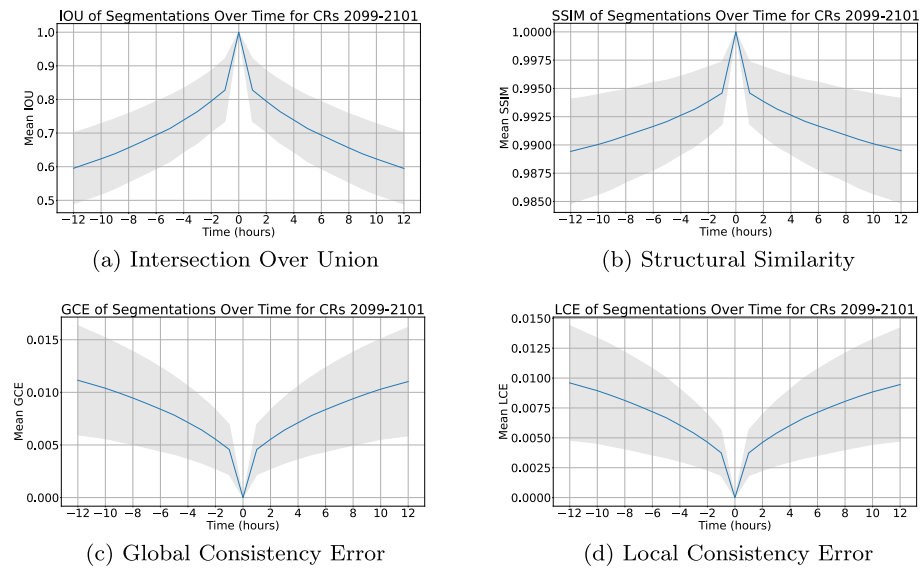 IOU of Segmentations Over Time for CRs 2099-2101
1.0
0.9
0.8
0.7
0.6
0.5
Mean IOU
−12 −10 −8 −6 −4 −2 0 2 4 6 8 10 12
Time (hours)
(a) Intersection Over Union
SSIM of Segmentations Over Time for CRs 2099-2101
1.0000
0.9975
0.9950
0.9925
0.9900
0.9875
0.9850
Mean SSIM
−12 −10 −8 −6 −4 −2 0 2 4 6 8 10 12
Time (hours)
(b) Structural Similarity
GCE of Segmentations Over Time for CRs 2099-2101
0.015
0.010
0.005
0.000
Mean GCE
−12 −10 −8 −6 −4 −2 0 2 4 6 8 10 12
Time (hours)
(c) Global Consistency Error
LCE of Segmentations Over Time for CRs 2099-2101
0.0150
0.0125
0.0100
0.0075
0.0050
0.0025
0.0000
Mean LCE
−12 −10 −8 −6 −4 −2 0 2 4 6 8 10 12
Time (hours)
(d) Local Consistency Error